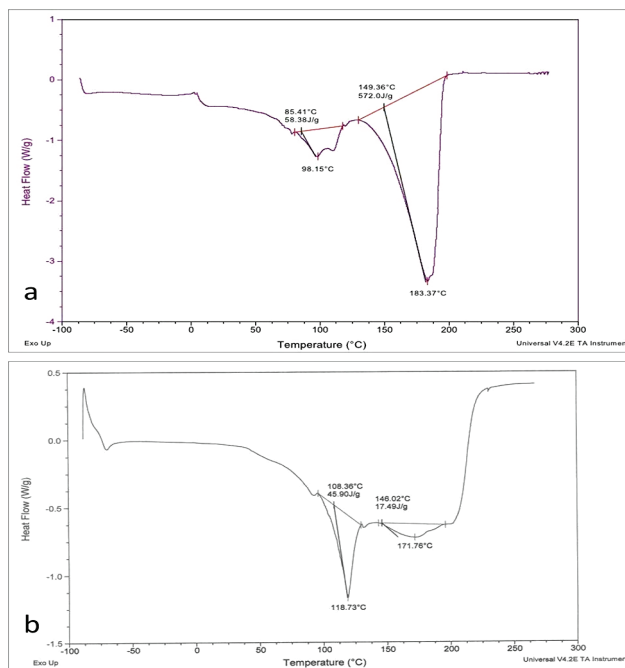 1
0
-1
-2
-3
-4
Heat Flow (W/g)
85.41°C
58.38J/g
98.15°C
149.36°C
572.0J/g
183.37°C
a
-100
-50
0
50
100
150
200
250
300
Exo Up
Temperature (°C)
Universal V4.2E TA Instrumen
0.5
0.0
-0.5
-1.0
-1.5
Heat Flow (W/g)
108.36°C
45.90J/g
118.73°C
146.02°C
17.49J/g
171.76°C
b
-100
-50
0
50
100
150
200
250
300
Exo Up
Temperature (°C)
Universal V4.2E TA Instrumen